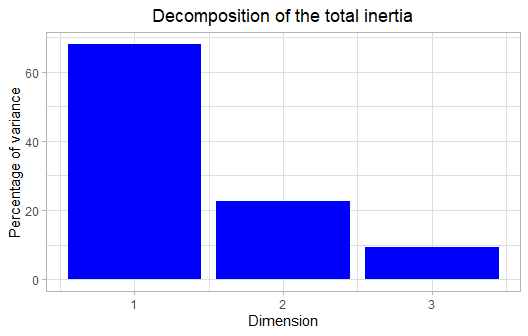 Decomposition of the total inertia
Percentage of variance
60
40
20
0
1 2 3
Dimension